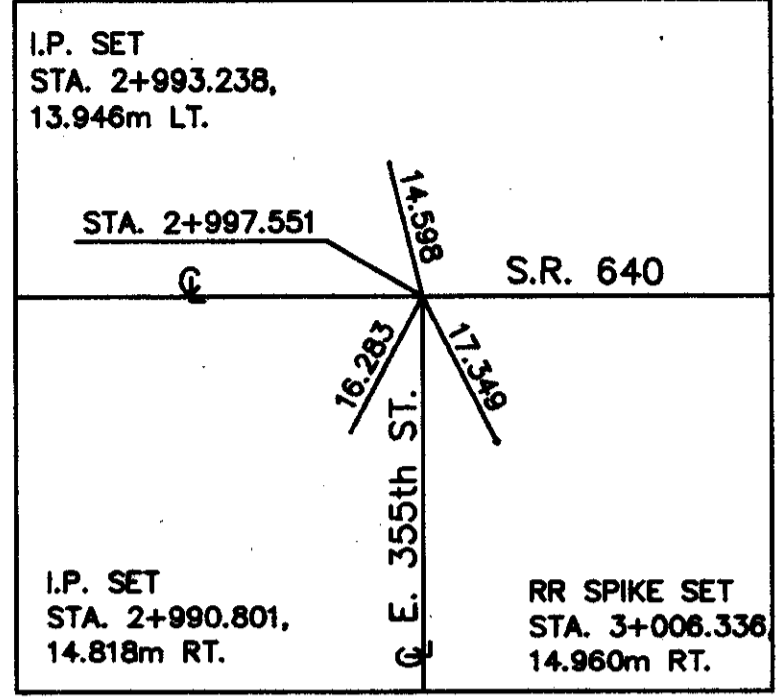 I.P. SET
STA. 2+993.238,
13.946m LT.
14.598
STA. 2+997.551
℄
S.R. 640
16.283
17.349
℄ E. 355th ST.
I.P. SET
STA. 2+990.801,
14.818m RT.
RR SPIKE SET
STA. 3+006.336,
14.960m RT.